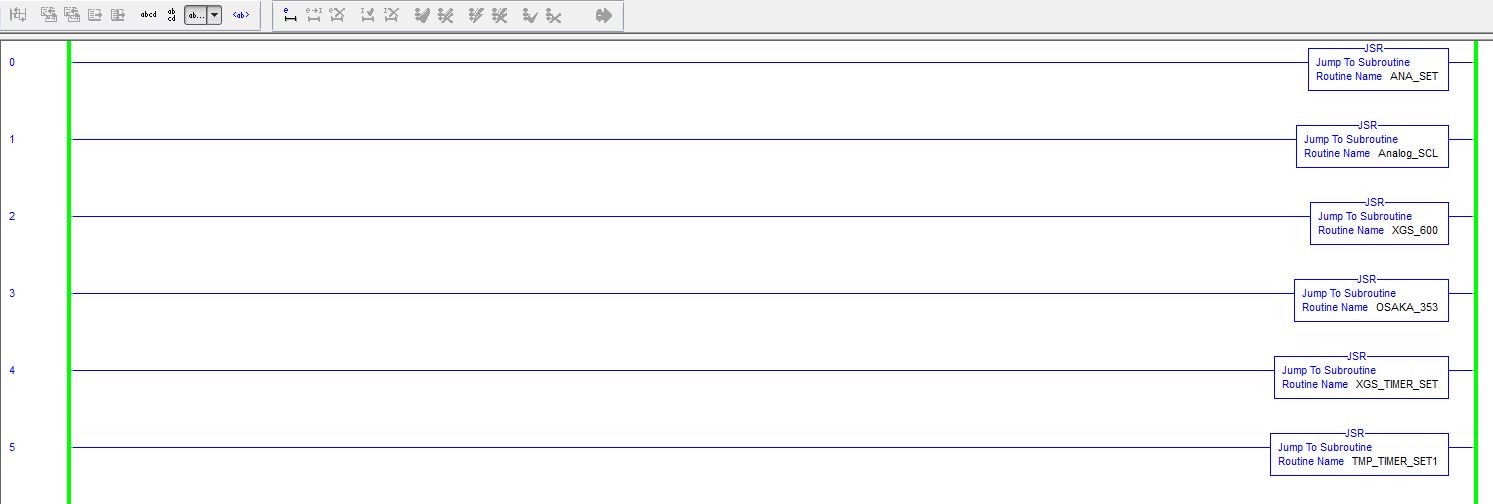 abcd ab cd ab... <ab>
0 JSR
Jump To Subroutine
Routine Name ANA_SET
1 JSR
Jump To Subroutine
Routine Name Analog_SCL
2 JSR
Jump To Subroutine
Routine Name XGS_600
3 JSR
Jump To Subroutine
Routine Name OSAKA_353
4 JSR
Jump To Subroutine
Routine Name XGS_TIMER_SET
5 JSR
Jump To Subroutine
Routine Name TMP_TIMER_SET1